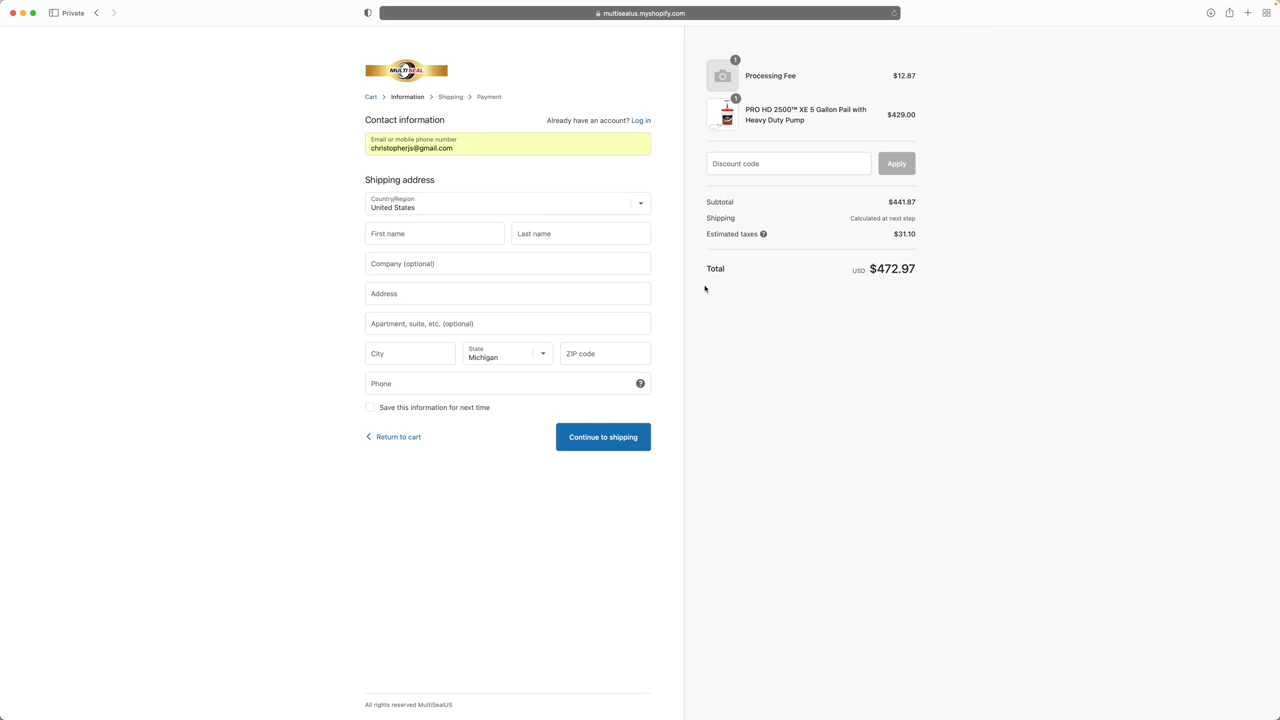 Private
multisealus.myshopify.com
MULTI SEAL
Cart > Information > Shipping > Payment
Contact information
Already have an account? Log in
Email or mobile phone number
christopherjs@gmail.com
Shipping address
Country/Region
United States
First name
Last name
Company (optional)
Address
Apartment, suite, etc. (optional)
City
State
Michigan
ZIP code
Phone
?
Save this information for next time
Return to cart
Continue to shipping
All rights reserved MultiSealUS
1
Processing Fee
$12.87
1
PRO HD 2500™ XE 5 Gallon Pail with
Heavy Duty Pump
$429.00
Discount code
Apply
Subtotal
$441.87
Shipping
Calculated at next step
Estimated taxes ?
$31.10
Total
USD $472.97